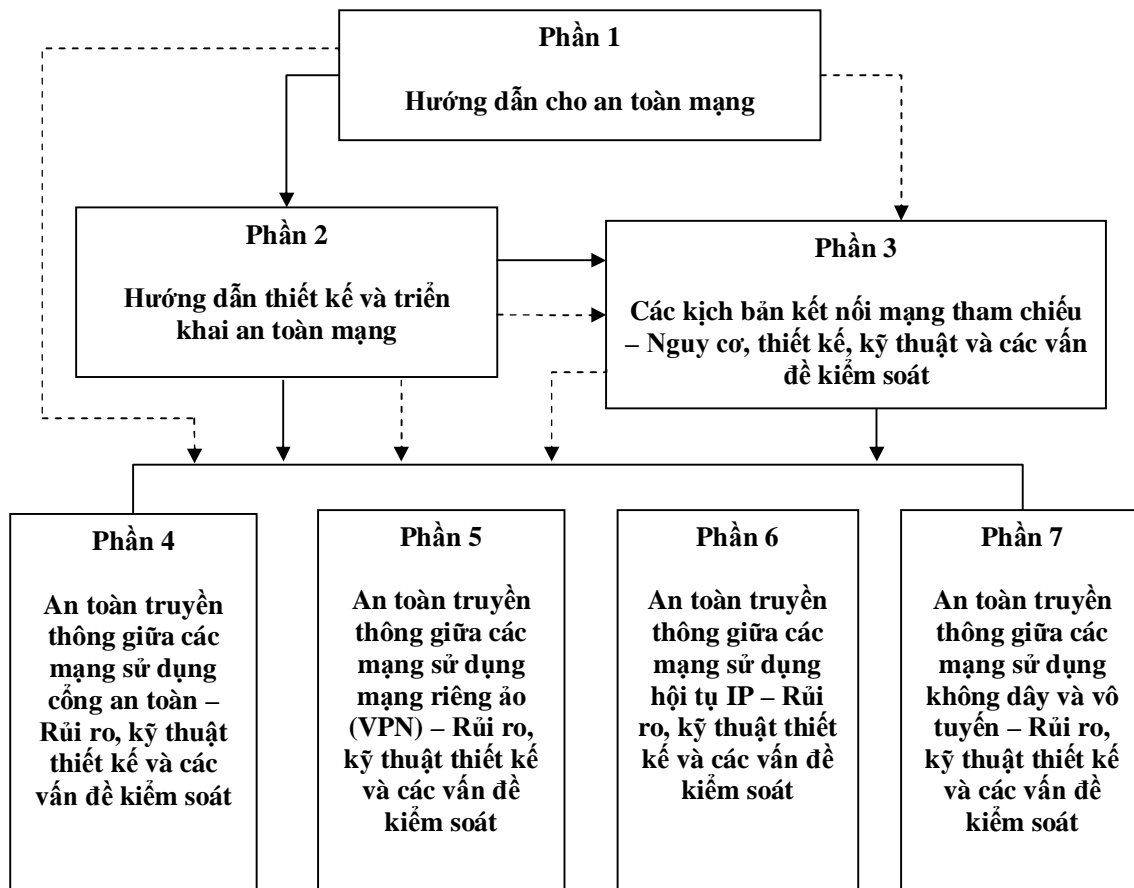 Phần 1
Hướng dẫn cho an toàn mạng
Phần 2
Hướng dẫn thiết kế và triển
khai an toàn mạng
Phần 3
Các kịch bản kết nối mạng tham chiếu
– Nguy cơ, thiết kế, kỹ thuật và các vấn
đề kiểm soát
Phần 4
An toàn truyền
thông giữa các
mạng sử dụng
cổng an toàn –
Rủi ro, kỹ thuật
thiết kế và các
vấn đề kiểm soát
Phần 5
An toàn truyền
thông giữa các
mạng sử dụng
mạng riêng ảo
(VPN) – Rủi ro,
kỹ thuật thiết kế
và các vấn đề
kiểm soát
Phần 6
An toàn truyền
thông giữa các
mạng sử dụng
hội tụ IP – Rủi
ro, kỹ thuật thiết
kế và các vấn đề
kiểm soát
Phần 7
An toàn truyền
thông giữa các
mạng sử dụng
không dây và vô
tuyến – Rủi ro,
kỹ thuật thiết kế
và các vấn đề
kiểm soát